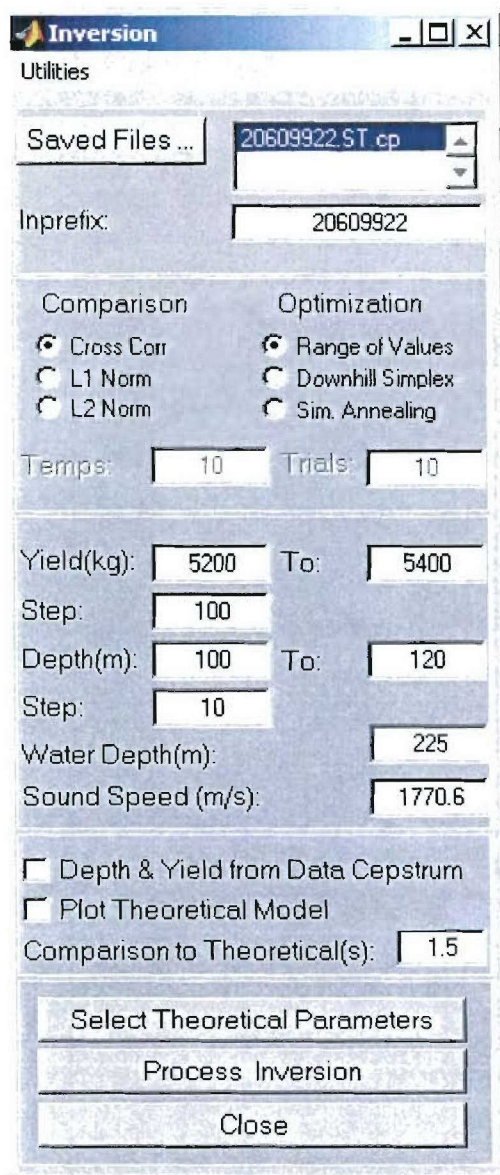 Inversion
Utilities
Saved Files ... 20609922.ST.cp
Inprefix: 20609922
Comparison Optimization
Cross Corr Range of Values
L1 Norm Downhill Simplex
L2 Norm Sim. Annealing
Temps: 10 Trials: 10
Yield(kg): 5200 To: 5400
Step: 100
Depth(m): 100 To: 120
Step: 10
Water Depth(m): 225
Sound Speed (m/s): 1770.6
Depth & Yield from Data Cepstrum
Plot Theoretical Model
Comparison to Theoretical(s): 1.5
Select Theoretical Parameters
Process Inversion
Close